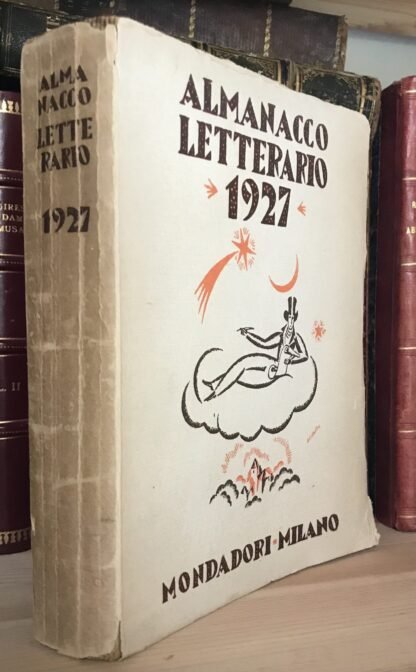 ALMANACCO
LETTERARIO
1927
MONDADORI · MILANO
ALMA
NACCO
LETTE
RARIO
1927